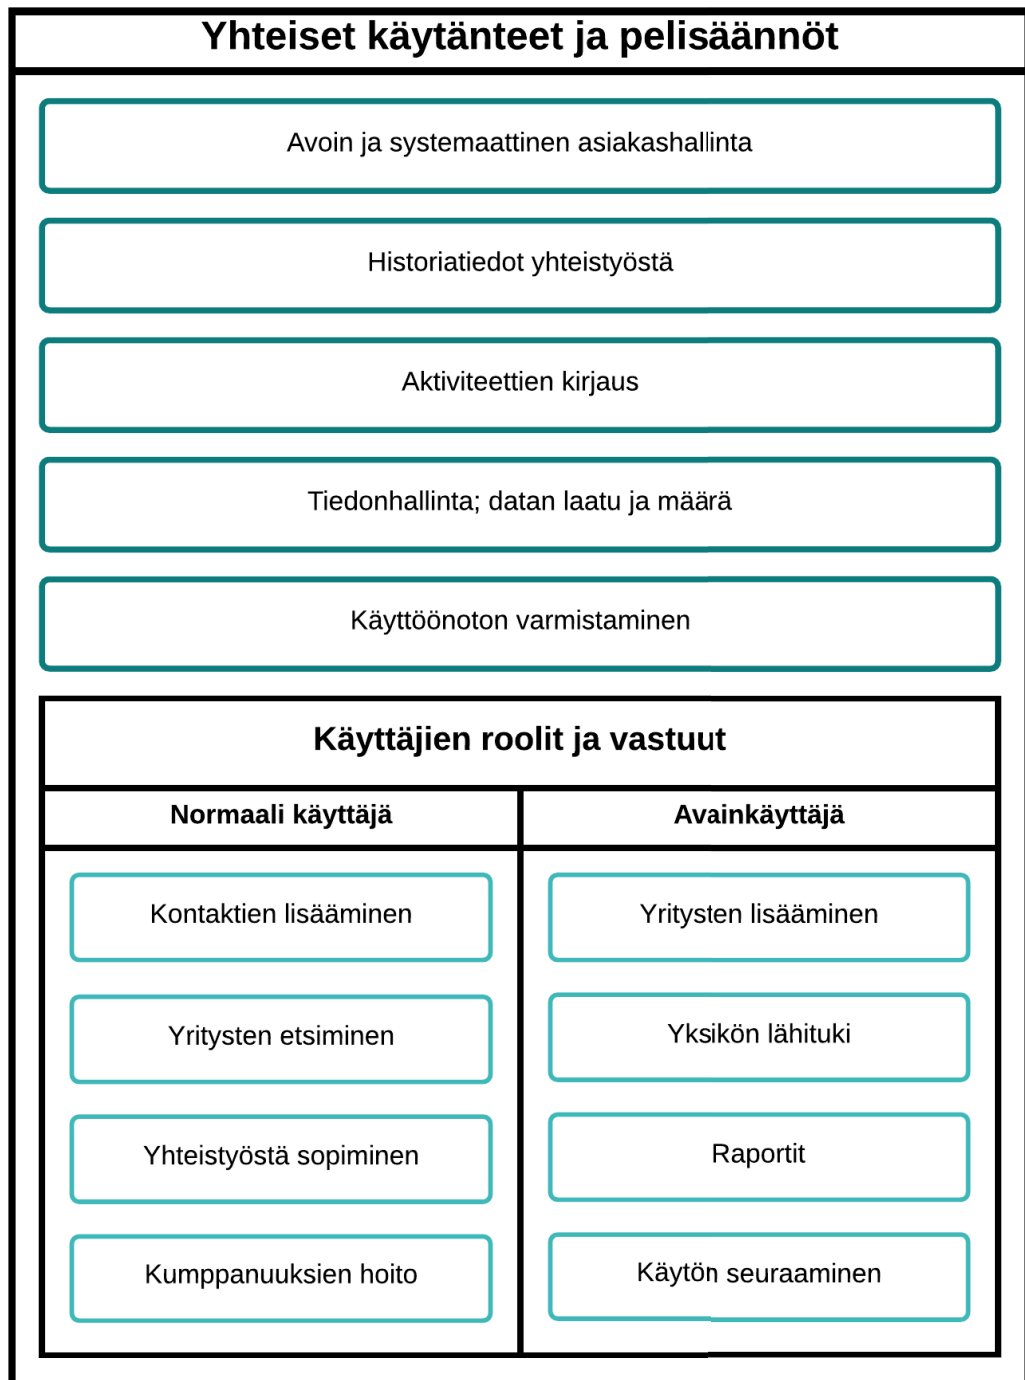 Yhteiset käytänteet ja pelisäännöt
Avoin ja systemaattinen asiakashallinta
Historiatiedot yhteistyöstä
Aktiviteettien kirjaus
Tiedonhallinta; datan laatu ja määrä
Käyttöönoton varmistaminen
Käyttäjien roolit ja vastuut
Normaali käyttäjä
Kontaktien lisääminen
Yritysten etsiminen
Yhteistyöstä sopiminen
Kumppanuuksien hoito
Avainkäyttäjä
Yritysten lisääminen
Yksikön lähituki
Raportit
Käytön seuraaminen